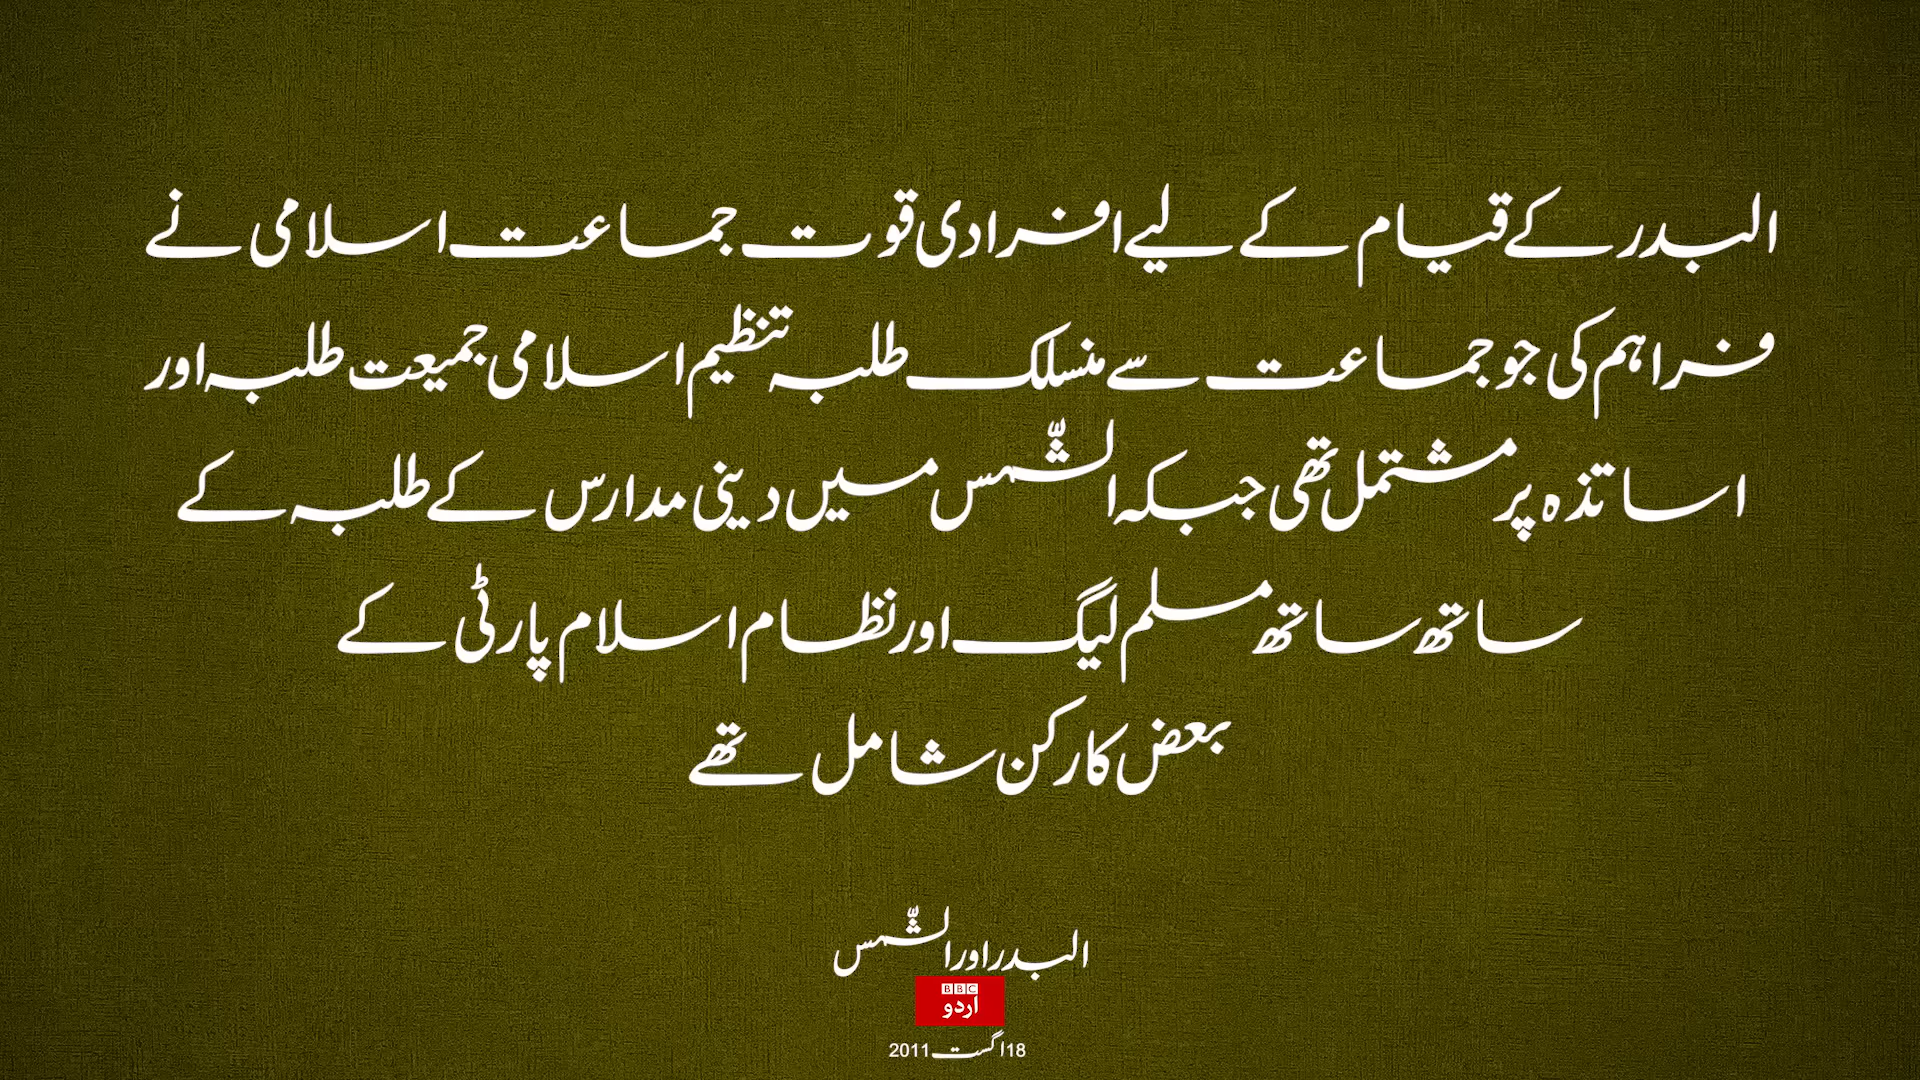 البدر کے قیام کے لیے افرادی قوت جماعت اسلامی نے
فراہم کی جو جماعت سے منسلک طلبہ تنظیم اسلامی جمیعت طلبہ اور
اساتذہ پر مشتمل تھی جبکہ الشّمس میں دینی مدارس کے طلبہ کے
ساتھ ساتھ مسلم لیگ اور نظام اسلام پارٹی کے
بعض کارکن شامل تھے
البدر اور الشّمس
BBC
اردو
18 اگست 2011